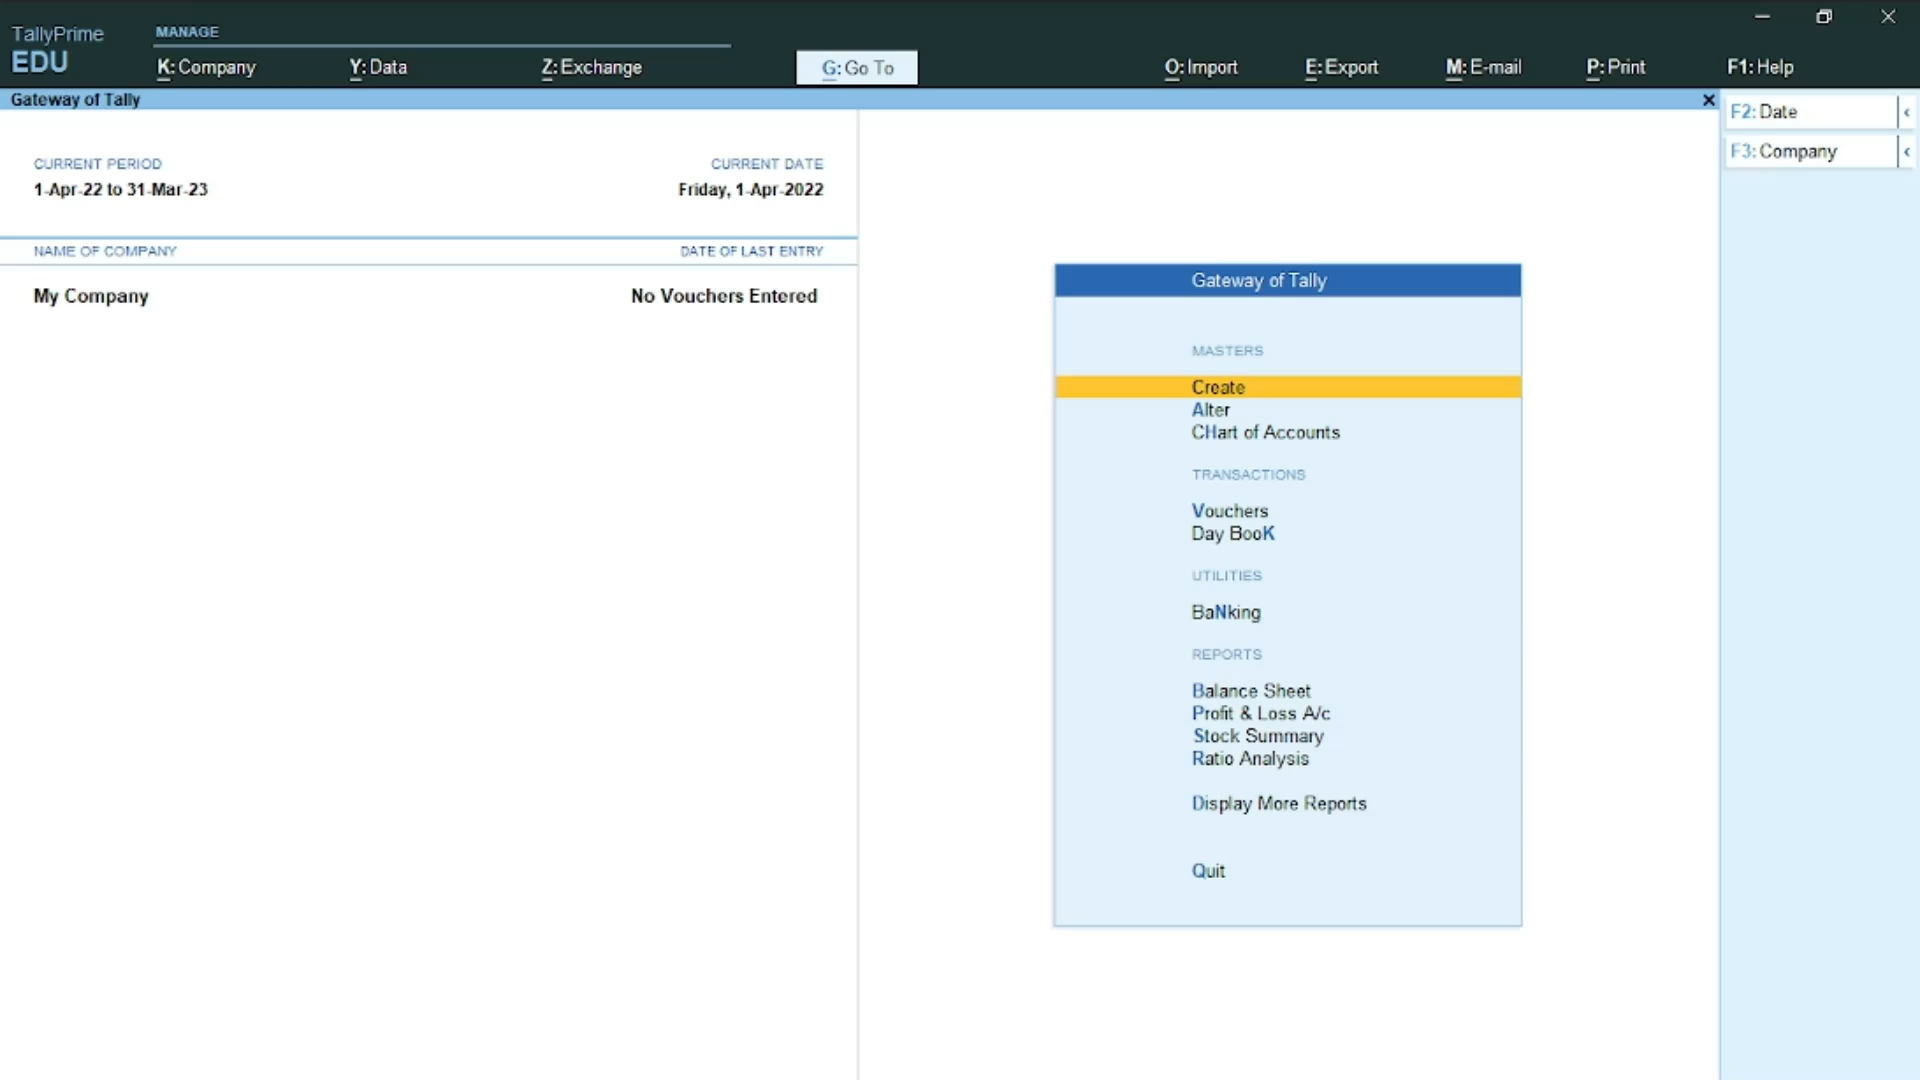 TallyPrime
EDU
MANAGE
K: Company
Y: Data
Z: Exchange
G: Go To
O: Import
E: Export
M: E-mail
P: Print
F1: Help
Gateway of Tally
F2: Date
F3: Company
CURRENT PERIOD
CURRENT DATE
1-Apr-22 to 31-Mar-23
Friday, 1-Apr-2022
NAME OF COMPANY
DATE OF LAST ENTRY
My Company
No Vouchers Entered
Gateway of Tally
MASTERS
Create
Alter
CHart of Accounts
TRANSACTIONS
Vouchers
Day BooK
UTILITIES
BaNking
REPORTS
Balance Sheet
Profit & Loss A/c
Stock Summary
Ratio Analysis
Display More Reports
Quit